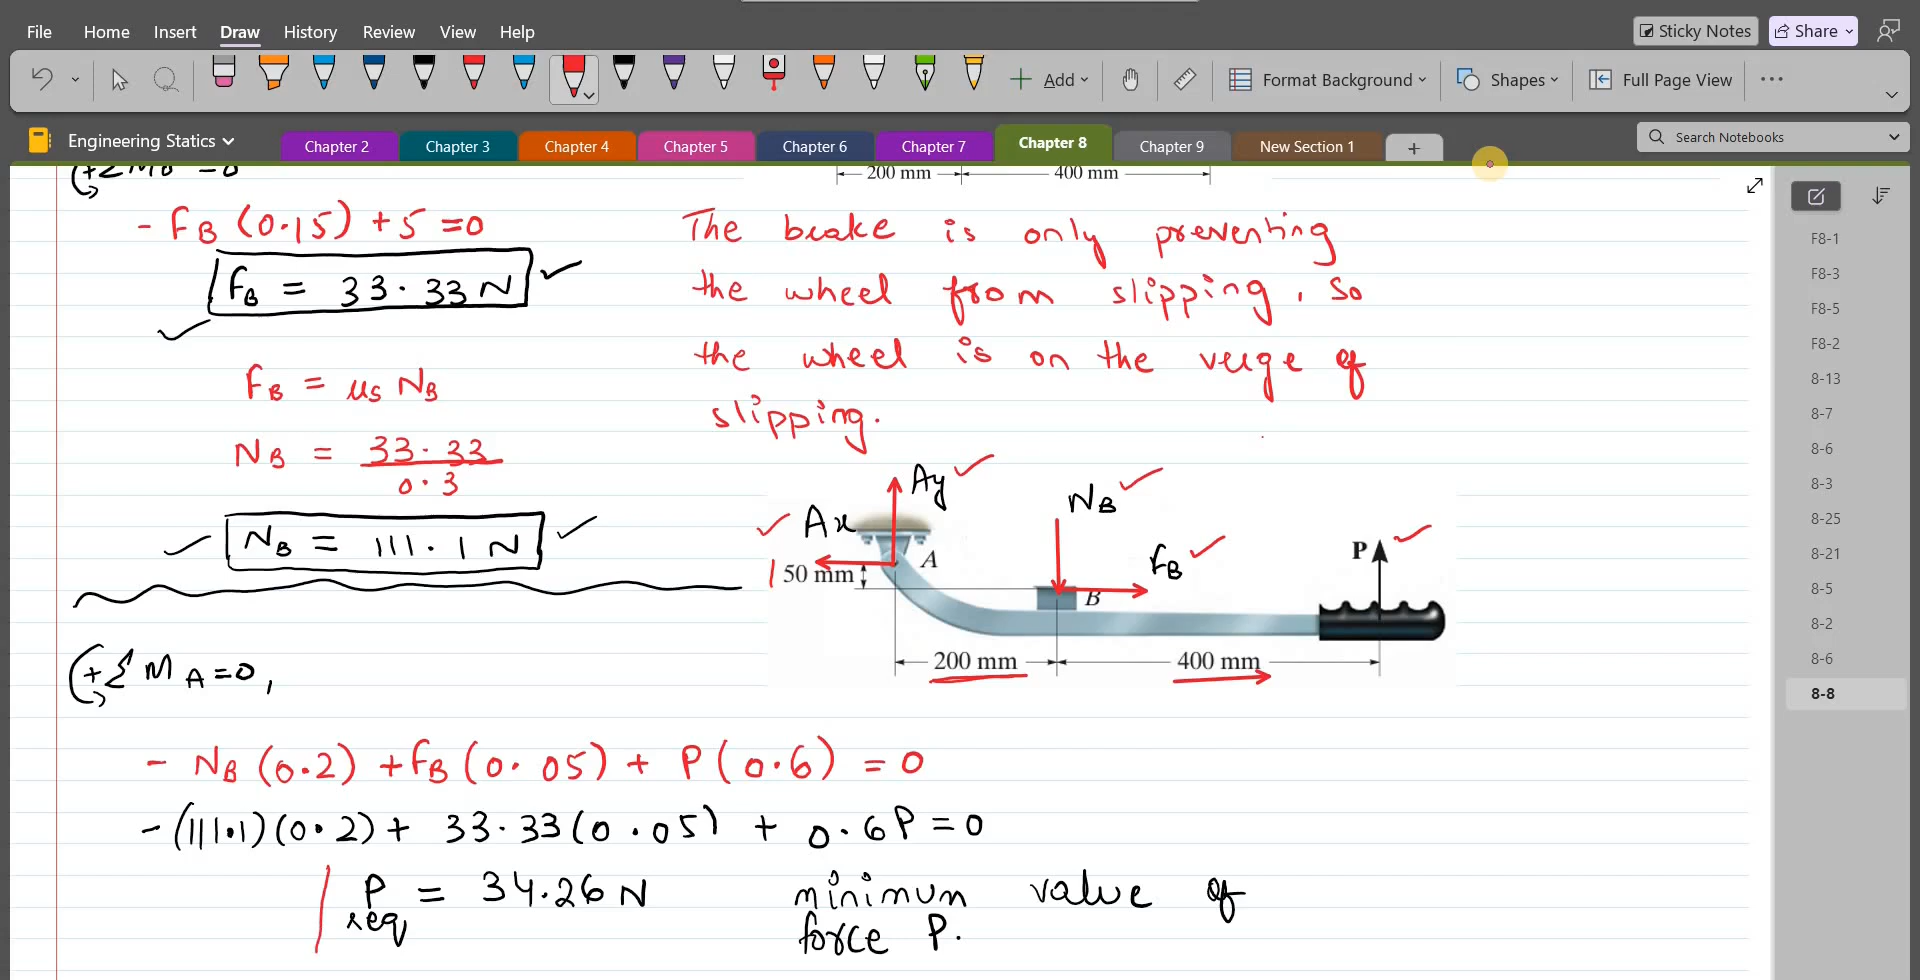 File Home Insert Draw History Review View Help
Sticky Notes Share
Add Format Background Shapes Full Page View
Engineering Statics Chapter 2 Chapter 3 Chapter 4 Chapter 5 Chapter 6 Chapter 7 Chapter 8 Chapter 9 New Section 1 + Search Notebooks
200 mm 400 mm
- FB (0.15) + 5 = 0
FB = 33.33 N
FB = μs NB
NB = 33.33
0.3
NB = 111.1 N
The brake is only preventing
the wheel from slipping, so
the wheel is on the verge of
slipping.
Ay
Ax
A
50 mm
NB
FB
B
P
200 mm 400 mm
(+ Σ MA = 0,
- NB (0.2) + FB (0.05) + P (0.6) = 0
- (111.1)(0.2) + 33.33(0.05) + 0.6P = 0
P = 34.26 N minimum value of
req force P.
F8-1
F8-3
F8-5
F8-2
8-13
8-7
8-6
8-3
8-25
8-21
8-5
8-2
8-6
8-8